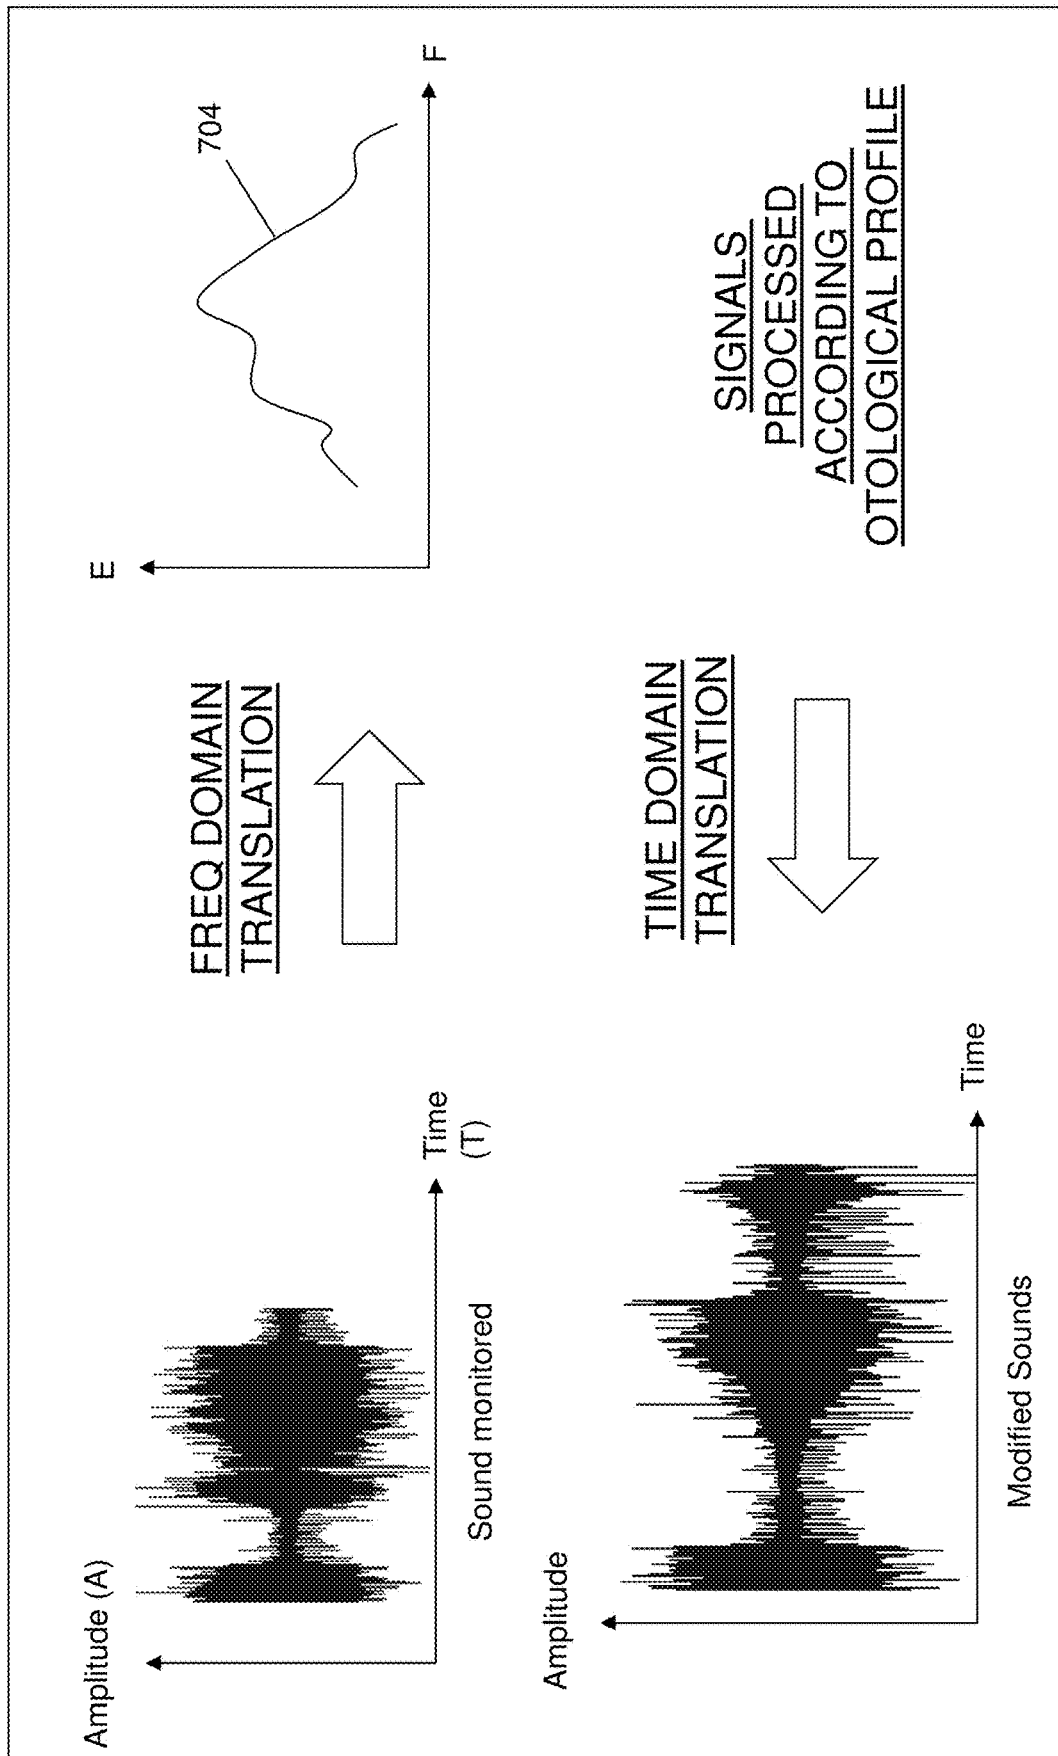 Amplitude (A)
Time
(T)
Sound monitored
FREQ DOMAIN
TRANSLATION
E
704
F
SIGNALS
PROCESSED
ACCORDING TO
OTOLOGICAL PROFILE
TIME DOMAIN
TRANSLATION
Amplitude
Time
Modified Sounds